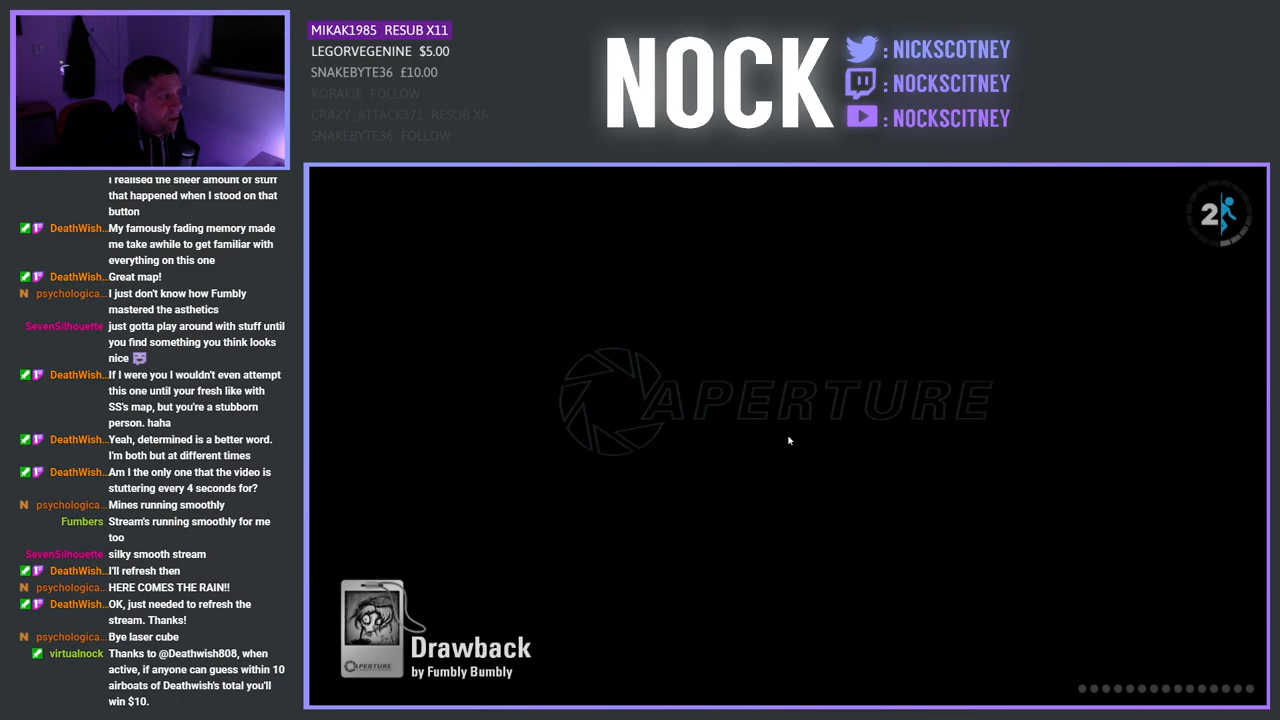 MIKAK1985 RESUB X11
LEGORVEGENINE $5.00
SNAKEBYTE36 £10.00
KORAKIE FOLLOW
CRAZY_ATTACK371 RESUB X6
SNAKEBYTE36 FOLLOW
NOCK
: NICKSCOTNEY
: NOCKSCITNEY
: NOCKSCITNEY
I realised the sheer amount of stuff
that happened when I stood on that
button
DeathWish... My famously fading memory made
me take awhile to get familiar with
everything on this one
DeathWish... Great map!
psychologica... I just don't know how Fumbly
mastered the asthetics
SevenSilhouette just gotta play around with stuff until
you find something you think looks
nice
DeathWish... If I were you I wouldn't even attempt
this one until your fresh like with
SS's map, but you're a stubborn
person. haha
DeathWish... Yeah, determined is a better word.
I'm both but at different times
DeathWish... Am I the only one that the video is
stuttering every 4 seconds for?
psychologica... Mines running smoothly
Fumbers Stream's running smoothly for me
too
SevenSilhouette silky smooth stream
DeathWish... I'll refresh then
psychologica... HERE COMES THE RAIN!!
DeathWish... OK, just needed to refresh the
stream. Thanks!
psychologica... Bye laser cube
virtualnock Thanks to @Deathwish808, when
active, if anyone can guess within 10
airboats of Deathwish's total you'll
win $10.
2
APERTURE
APERTURE
Drawback
by Fumbly Bumbly